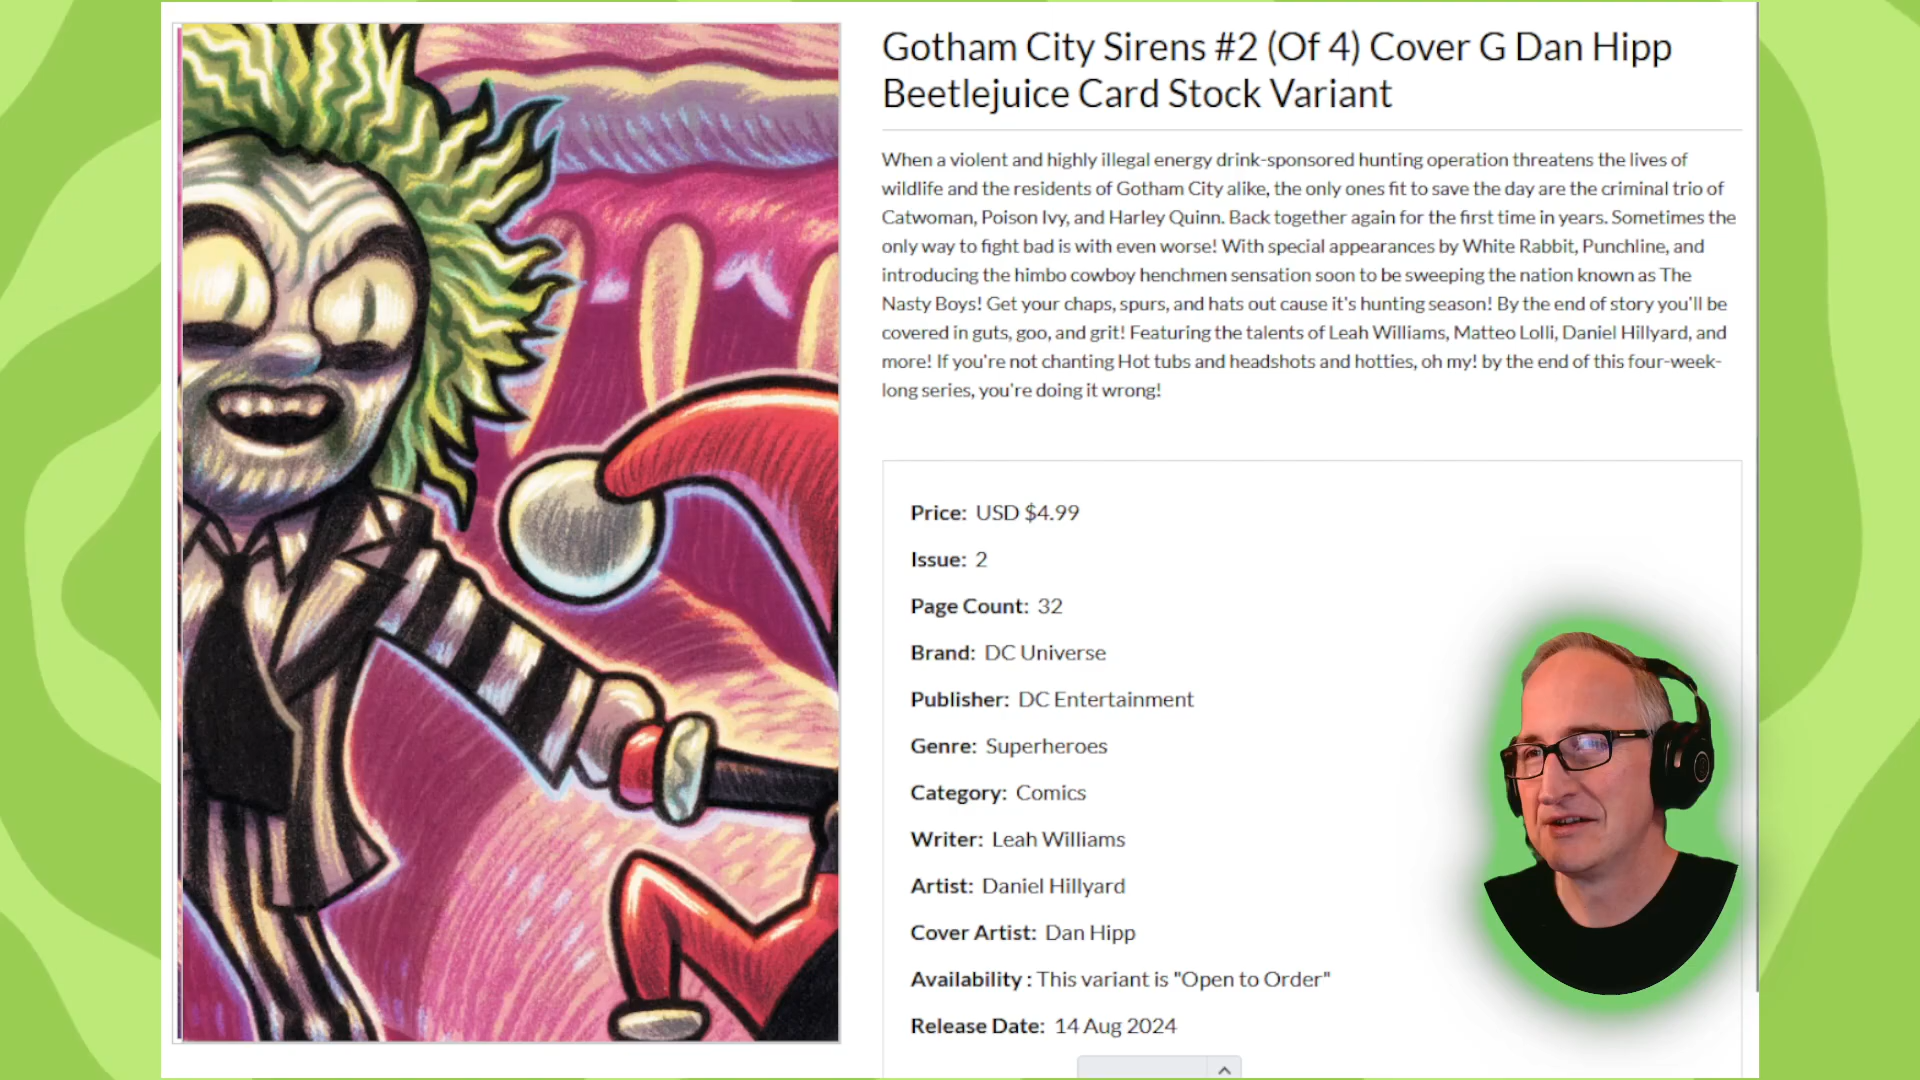 Gotham City Sirens #2 (Of 4) Cover G Dan Hipp
Beetlejuice Card Stock Variant
When a violent and highly illegal energy drink-sponsored hunting operation threatens the lives of
wildlife and the residents of Gotham City alike, the only ones fit to save the day are the criminal trio of
Catwoman, Poison Ivy, and Harley Quinn. Back together again for the first time in years. Sometimes the
only way to fight bad is with even worse! With special appearances by White Rabbit, Punchline, and
introducing the himbo cowboy henchmen sensation soon to be sweeping the nation known as The
Nasty Boys! Get your chaps, spurs, and hats out cause it's hunting season! By the end of story you'll be
covered in guts, goo, and grit! Featuring the talents of Leah Williams, Matteo Lolli, Daniel Hillyard, and
more! If you're not chanting Hot tubs and headshots and hotties, oh my! by the end of this four-week-
long series, you're doing it wrong!
Price: USD $4.99
Issue: 2
Page Count: 32
Brand: DC Universe
Publisher: DC Entertainment
Genre: Superheroes
Category: Comics
Writer: Leah Williams
Artist: Daniel Hillyard
Cover Artist: Dan Hipp
Availability : This variant is "Open to Order"
Release Date: 14 Aug 2024